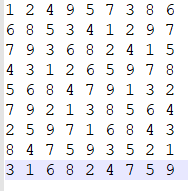 1 2 4 9 5 7 3 8 6
6 8 5 3 4 1 2 9 7
7 9 3 6 8 2 4 1 5
4 3 1 2 6 5 9 7 8
5 6 8 4 7 9 1 3 2
7 9 2 1 3 8 5 6 4
2 5 9 7 1 6 8 4 3
8 4 7 5 9 3 5 2 1
3 1 6 8 2 4 7 5 9